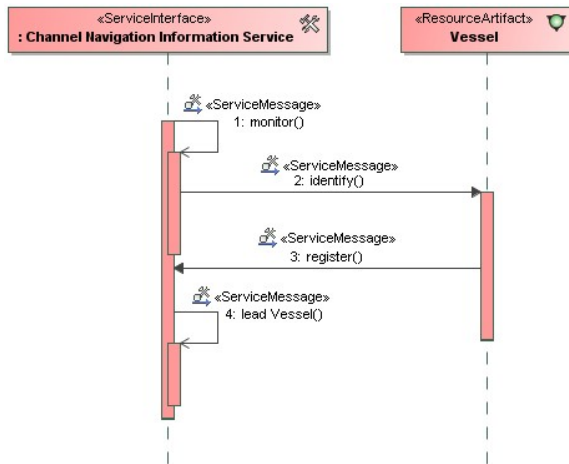 «ServiceInterface»
: Channel Navigation Information Service
«ResourceArtifact»
Vessel
«ServiceMessage»
1: monitor()
«ServiceMessage»
2: identify()
«ServiceMessage»
3: register()
«ServiceMessage»
4: lead Vessel()